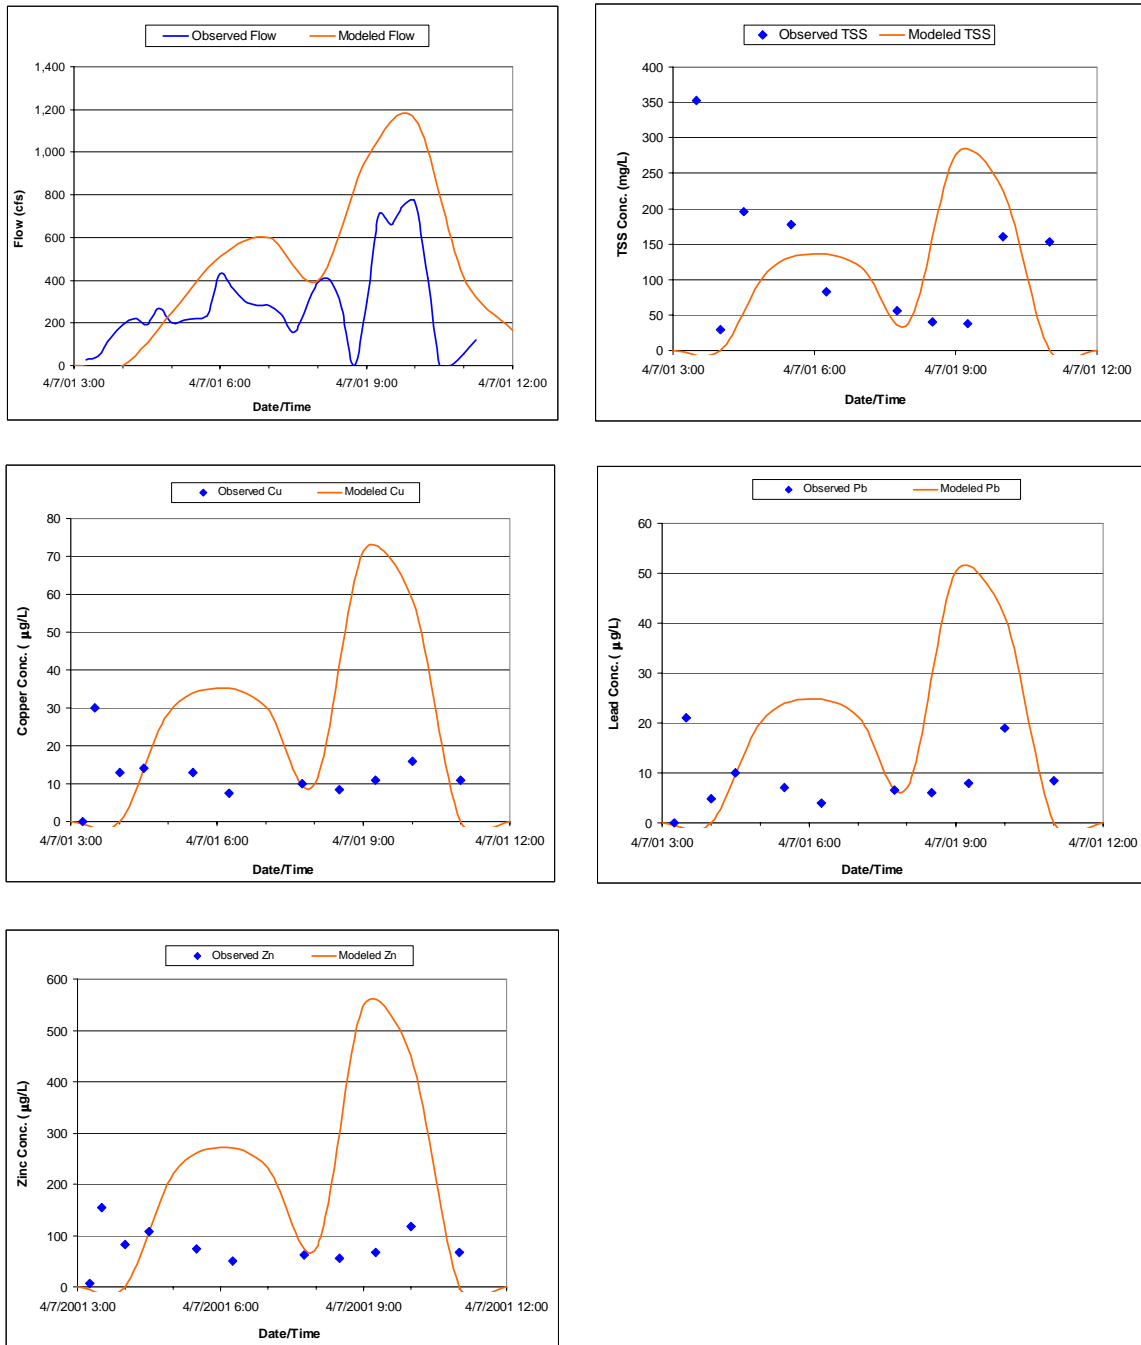 Observed Flow Modeled Flow
1,400
1,200
1,000
800
600
400
200
0
Flow (cfs)
4/7/01 3:00 4/7/01 6:00 4/7/01 9:00 4/7/01 12:00
Date/Time
Observed TSS Modeled TSS
400
350
300
250
200
150
100
50
0
TSS Conc. (mg/L)
4/7/01 3:00 4/7/01 6:00 4/7/01 9:00 4/7/01 12:00
Date/Time
Observed Cu Modeled Cu
80
70
60
50
40
30
20
10
0
Copper Conc. ( µg/L)
4/7/01 3:00 4/7/01 6:00 4/7/01 9:00 4/7/01 12:00
Date/Time
Observed Pb Modeled Pb
60
50
40
30
20
10
0
Lead Conc. ( µg/L)
4/7/01 3:00 4/7/01 6:00 4/7/01 9:00 4/7/01 12:00
Date/Time
Observed Zn Modeled Zn
600
500
400
300
200
100
0
Zinc Conc. ( µg/L)
4/7/2001 3:00 4/7/2001 6:00 4/7/2001 9:00 4/7/2001 12:00
Date/Time